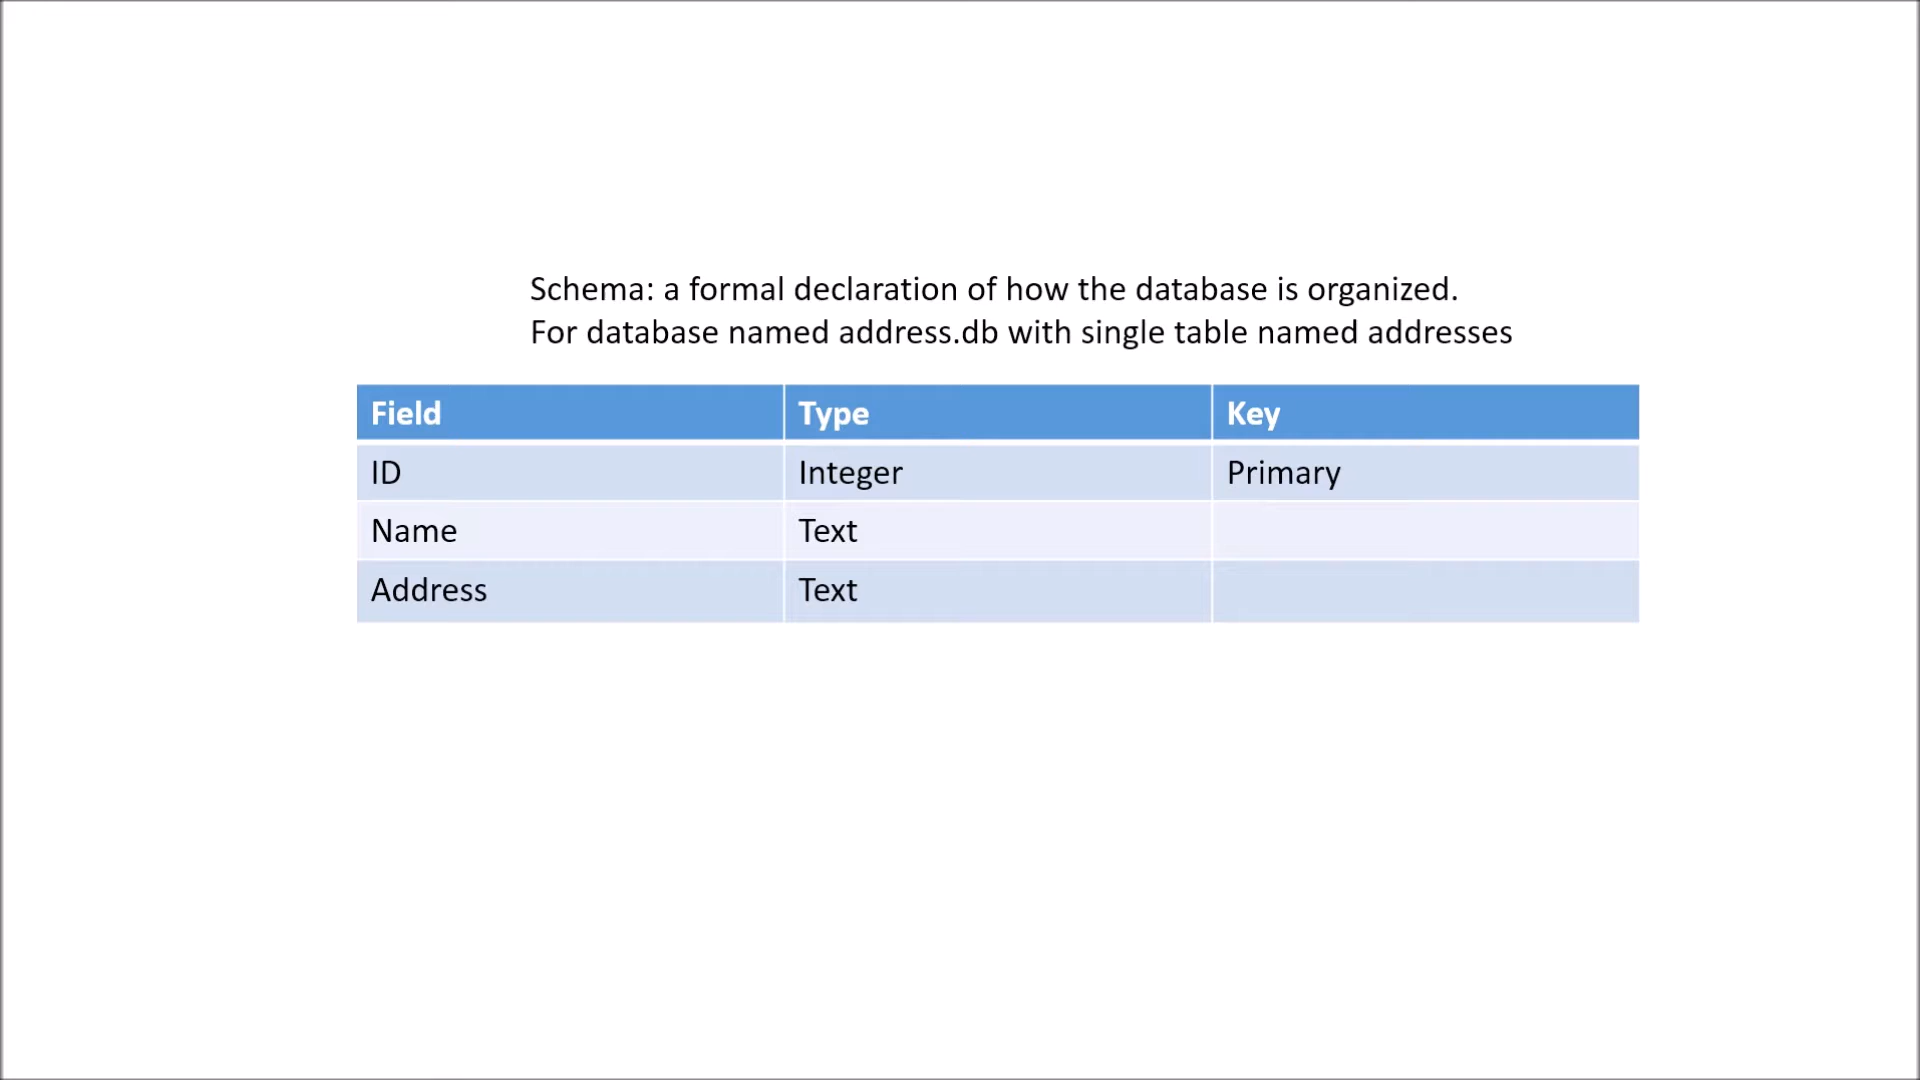 Schema: a formal declaration of how the database is organized.
For database named address.db with single table named addresses
Field Type Key
ID Integer Primary
Name Text
Address Text